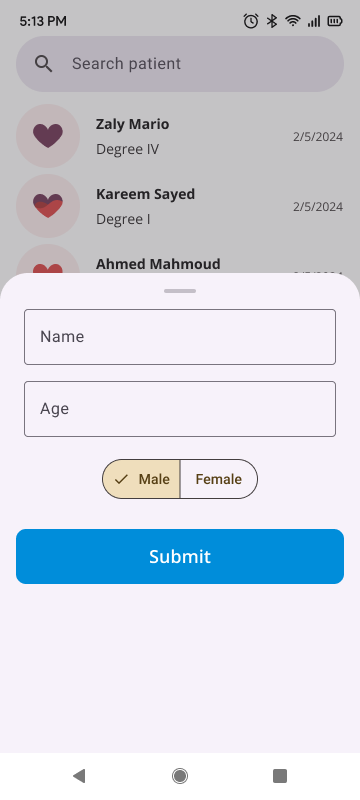 5:13 PM
Search patient
Zaly Mario
Degree IV
2/5/2024
Kareem Sayed
Degree I
2/5/2024
Ahmed Mahmoud
Name
Age
Male
Female
Submit